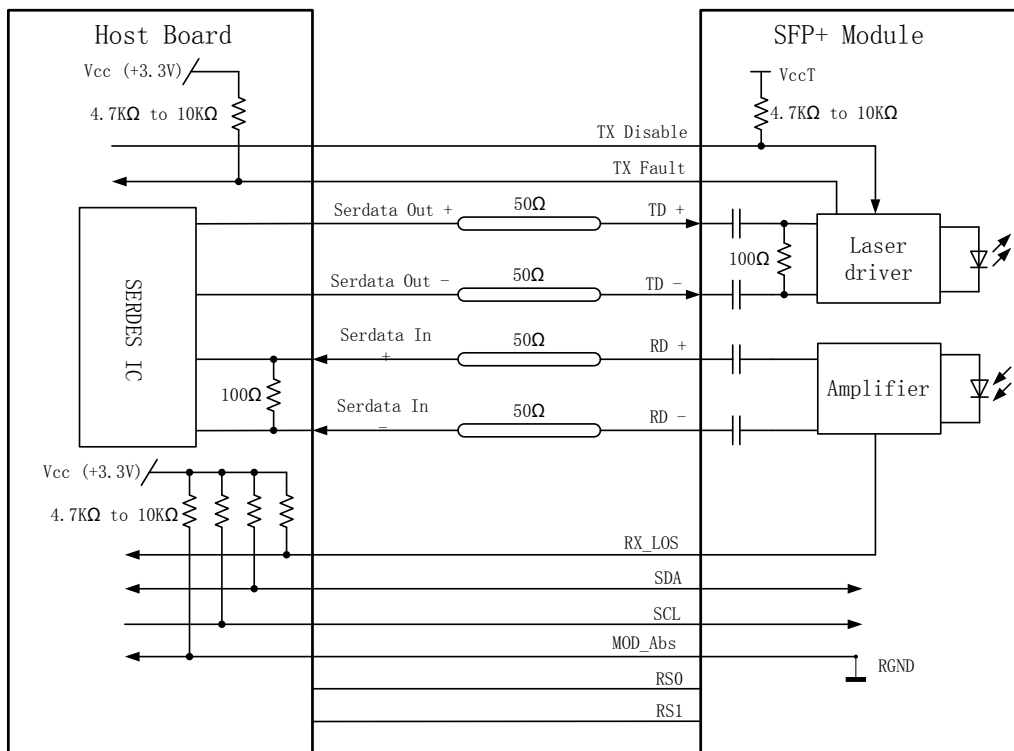 Host Board
SFP+ Module
Vcc (+3.3V)
4.7KΩ to 10KΩ
VccT
4.7KΩ to 10KΩ
TX Disable
TX Fault
SERDES IC
Serdata Out +
50Ω
TD +
100Ω
Laser
driver
Serdata Out -
50Ω
TD -
Serdata In
+
50Ω
RD +
100Ω
Amplifier
Serdata In
-
50Ω
RD -
Vcc (+3.3V)
4.7KΩ to 10KΩ
RX_LOS
SDA
SCL
MOD_Abs
RGND
RS0
RS1